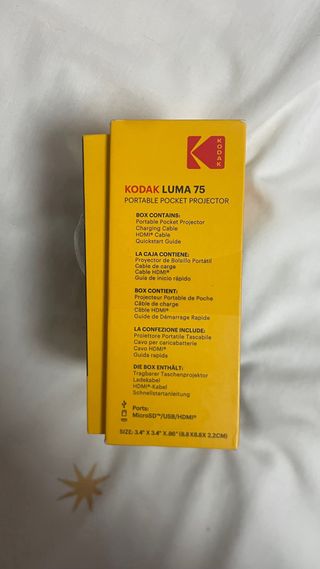 KODAK
KODAK LUMA 75
PORTABLE POCKET PROJECTOR
BOX CONTAINS:
Portable Pocket Projector
Charging Cable
HDMI® Cable
Quickstart Guide
LA CAJA CONTIENE:
Proyector de Bolsillo Portátil
Cable de carga
Cable HDMI®
Guía de inicio rápido
BOX CONTIENT:
Projecteur Portable de Poche
Câble de charge
Câble HDMI®
Guide de Démarrage Rapide
LA CONFEZIONE INCLUDE:
Proiettore Portatile Tascabile
Cavo per caricabatterie
Cavo HDMI®
Guida rapida
DIE BOX ENTHÄLT:
Tragbarer Taschenprojektor
Ladekabel
HDMI®-Kabel
Schnellstartanleitung
Ports:
MicroSD™/USB/HDMI®
SIZE: 3.4" X 3.4" X .86" (8.8X8.8X 2.2CM)